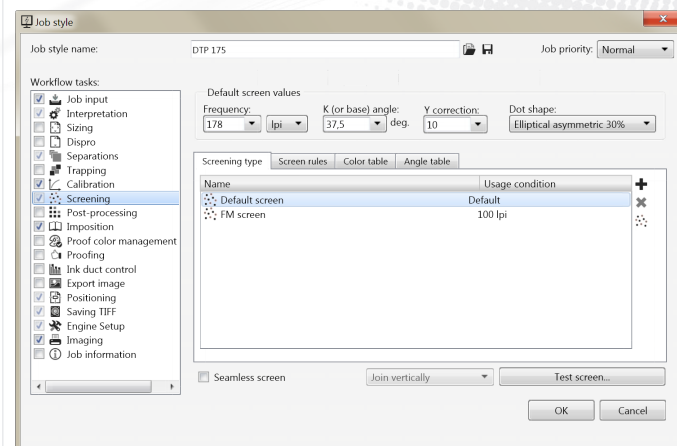 Job style
Job style name:
DTP 175
Job priority:
Normal
Workflow tasks:
Job input
Interpretation
Sizing
Dispro
Separations
Trapping
Calibration
Screening
Post-processing
Imposition
Proof color management
Proofing
Ink duct control
Export image
Positioning
Saving TIFF
Engine Setup
Imaging
Job information
Default screen values
Frequency:
K (or base) angle:
Y correction:
Dot shape:
178
lpi
37,5
deg.
10
Elliptical asymmetric 30%
Screening type
Screen rules
Color table
Angle table
Name
Usage condition
Default screen
Default
FM screen
100 lpi
Seamless screen
Join vertically
Test screen...
OK
Cancel